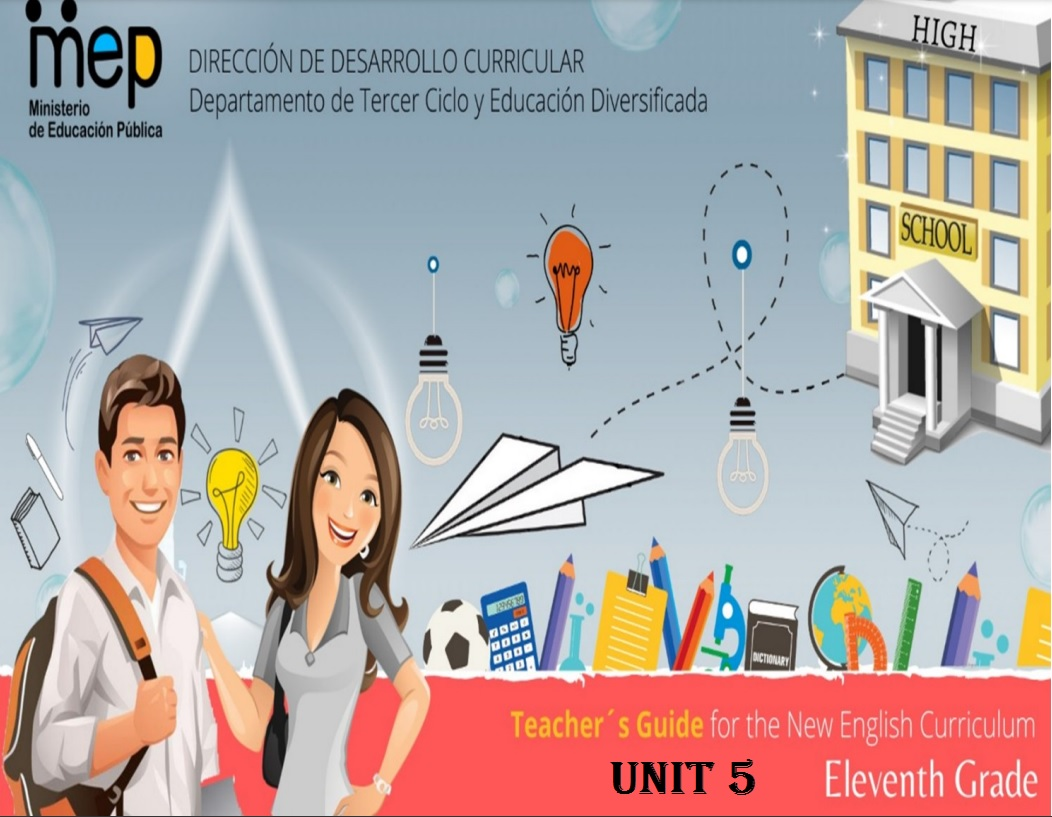 mep
Ministerio
de Educación Pública
DIRECCIÓN DE DESARROLLO CURRICULAR
Departamento de Tercer Ciclo y Educación Diversificada
HIGH
SCHOOL
DICTIONARY
Teacher´s Guide for the New English Curriculum
UNIT 5
Eleventh Grade